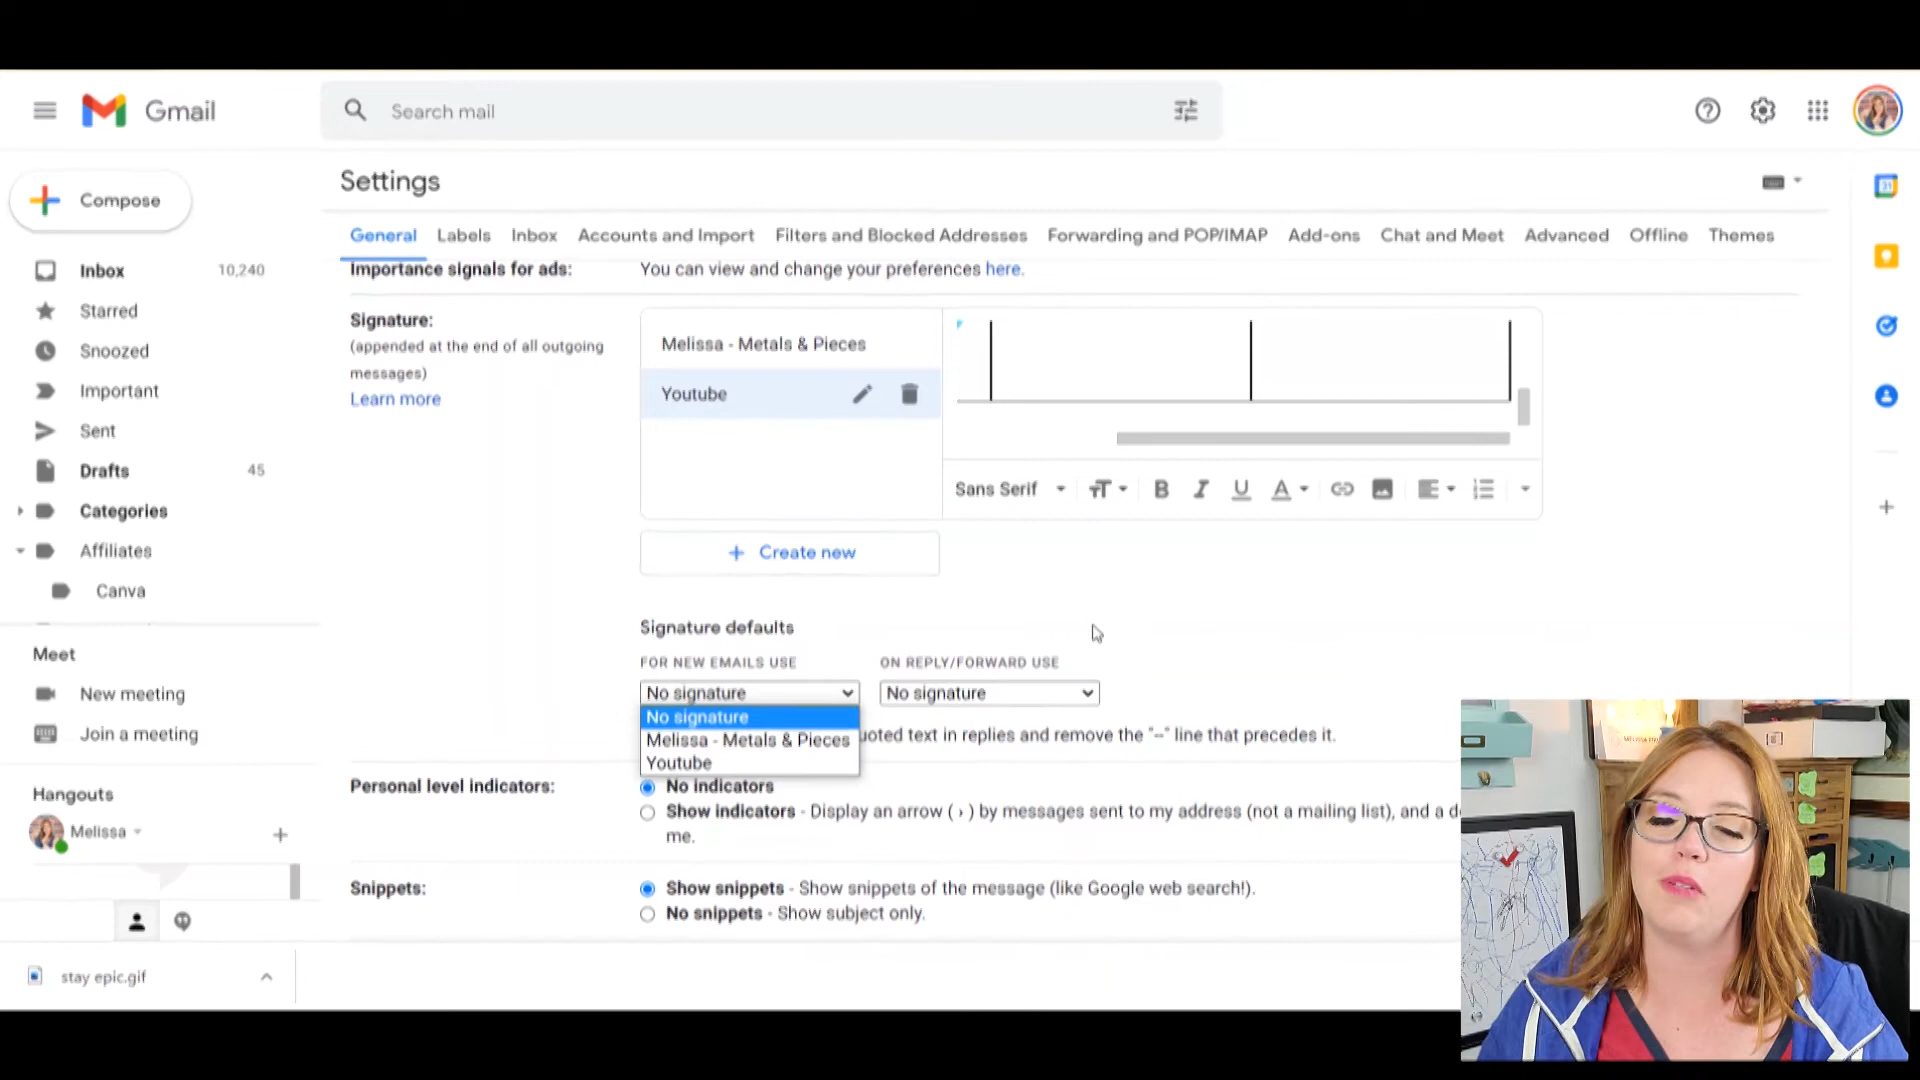 Gmail
Search mail
Compose
Settings
General Labels Inbox Accounts and Import Filters and Blocked Addresses Forwarding and POP/IMAP Add-ons Chat and Meet Advanced Offline Themes
Inbox 10,240
Starred
Snoozed
Important
Sent
Drafts 45
Categories
Affiliates
Canva
Meet
New meeting
Join a meeting
Hangouts
Melissa
stay epic.gif
Importance signals for ads: You can view and change your preferences here.
Signature:
(appended at the end of all outgoing
messages)
Learn more
Melissa - Metals & Pieces
Youtube
Sans Serif
+ Create new
Signature defaults
FOR NEW EMAILS USE ON REPLY/FORWARD USE
No signature No signature
No signature
Melissa - Metals & Pieces
Youtube
uoted text in replies and remove the "--" line that precedes it.
Personal level indicators: No indicators
Show indicators - Display an arrow ( › ) by messages sent to my address (not a mailing list), and a d
me.
Snippets: Show snippets - Show snippets of the message (like Google web search!).
No snippets - Show subject only.
31